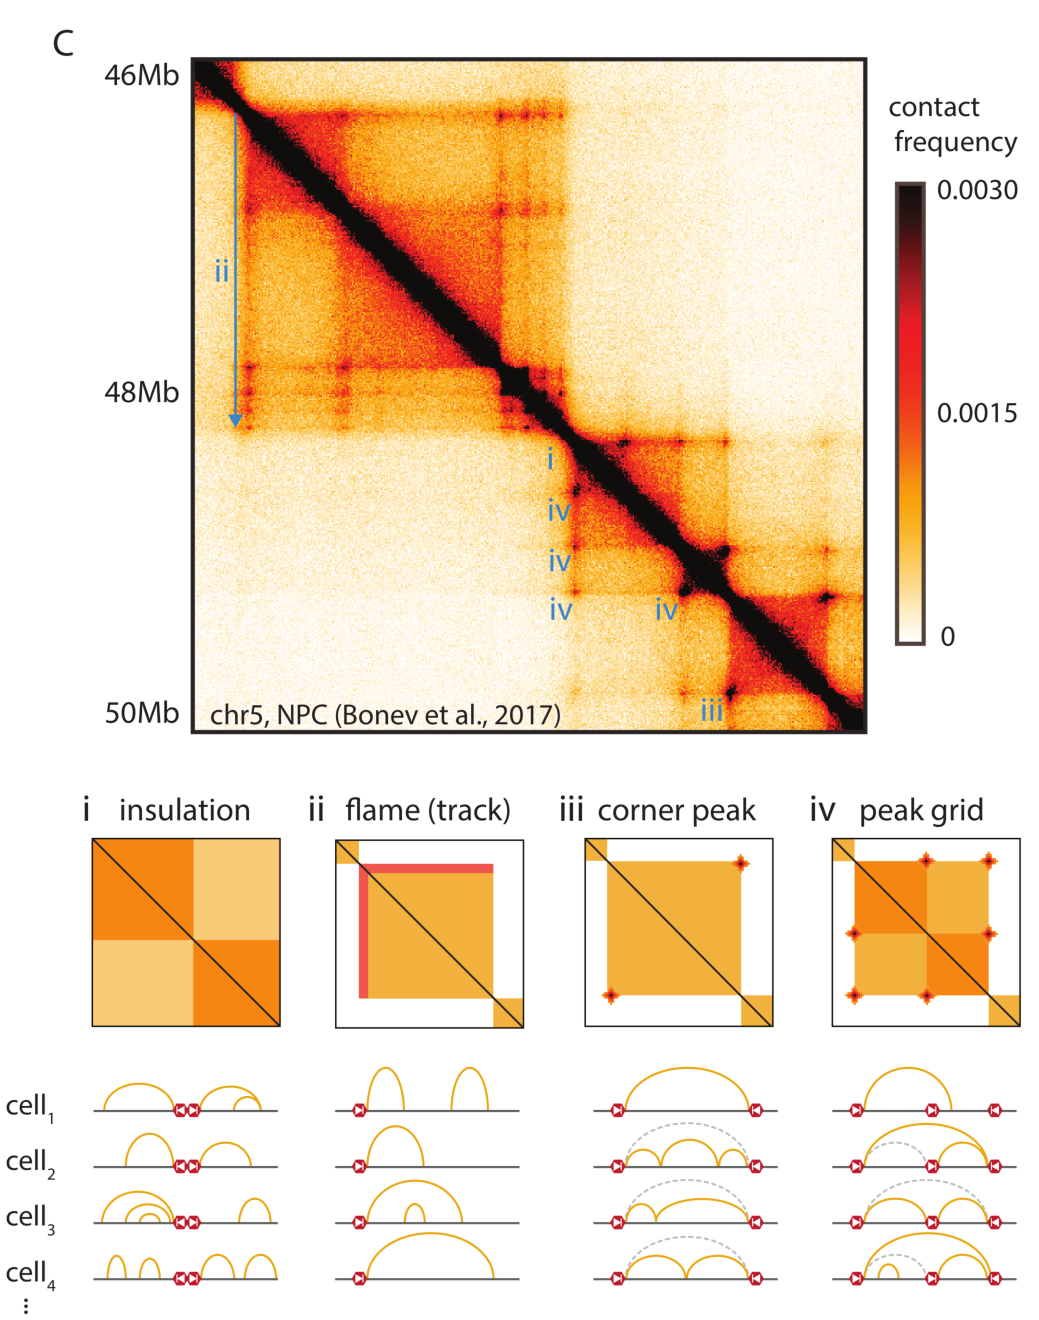 C
46Mb
48Mb
50Mb
ii
i
iv
iv
iv
iv
iii
chr5, NPC (Bonev et al., 2017)
contact
frequency
0.0030
0.0015
0
i insulation
ii flame (track)
iii corner peak
iv peak grid
cell1
cell2
cell3
cell4
⋮